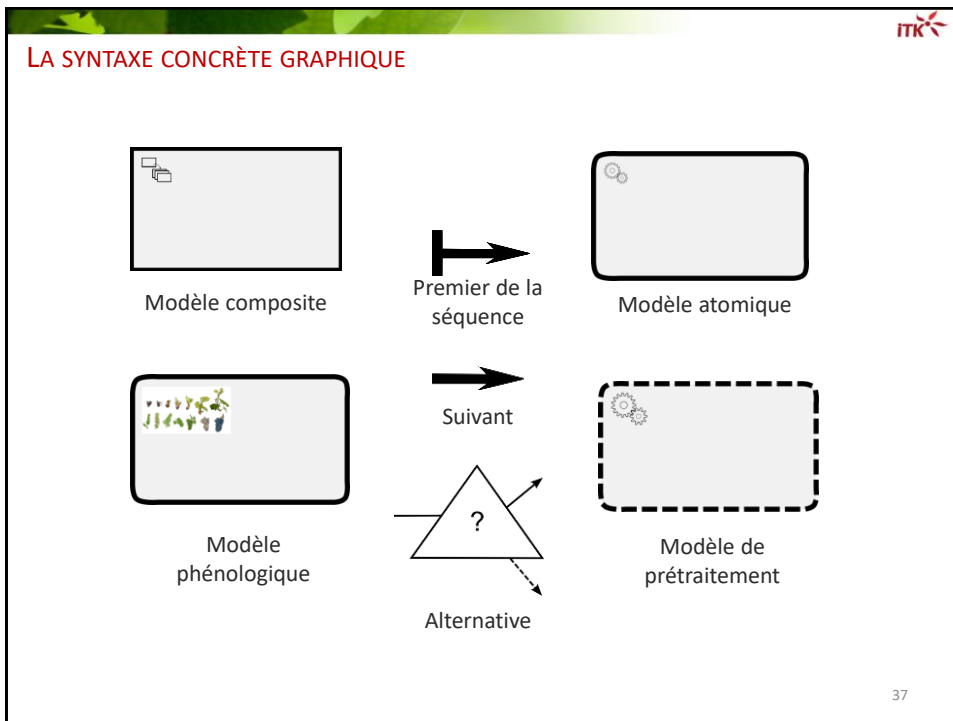 iTK
LA SYNTAXE CONCRÈTE GRAPHIQUE
Modèle composite
Premier de la
séquence
Modèle atomique
Modèle
phénologique
Suivant
?
Alternative
Modèle de
prétraitement
37